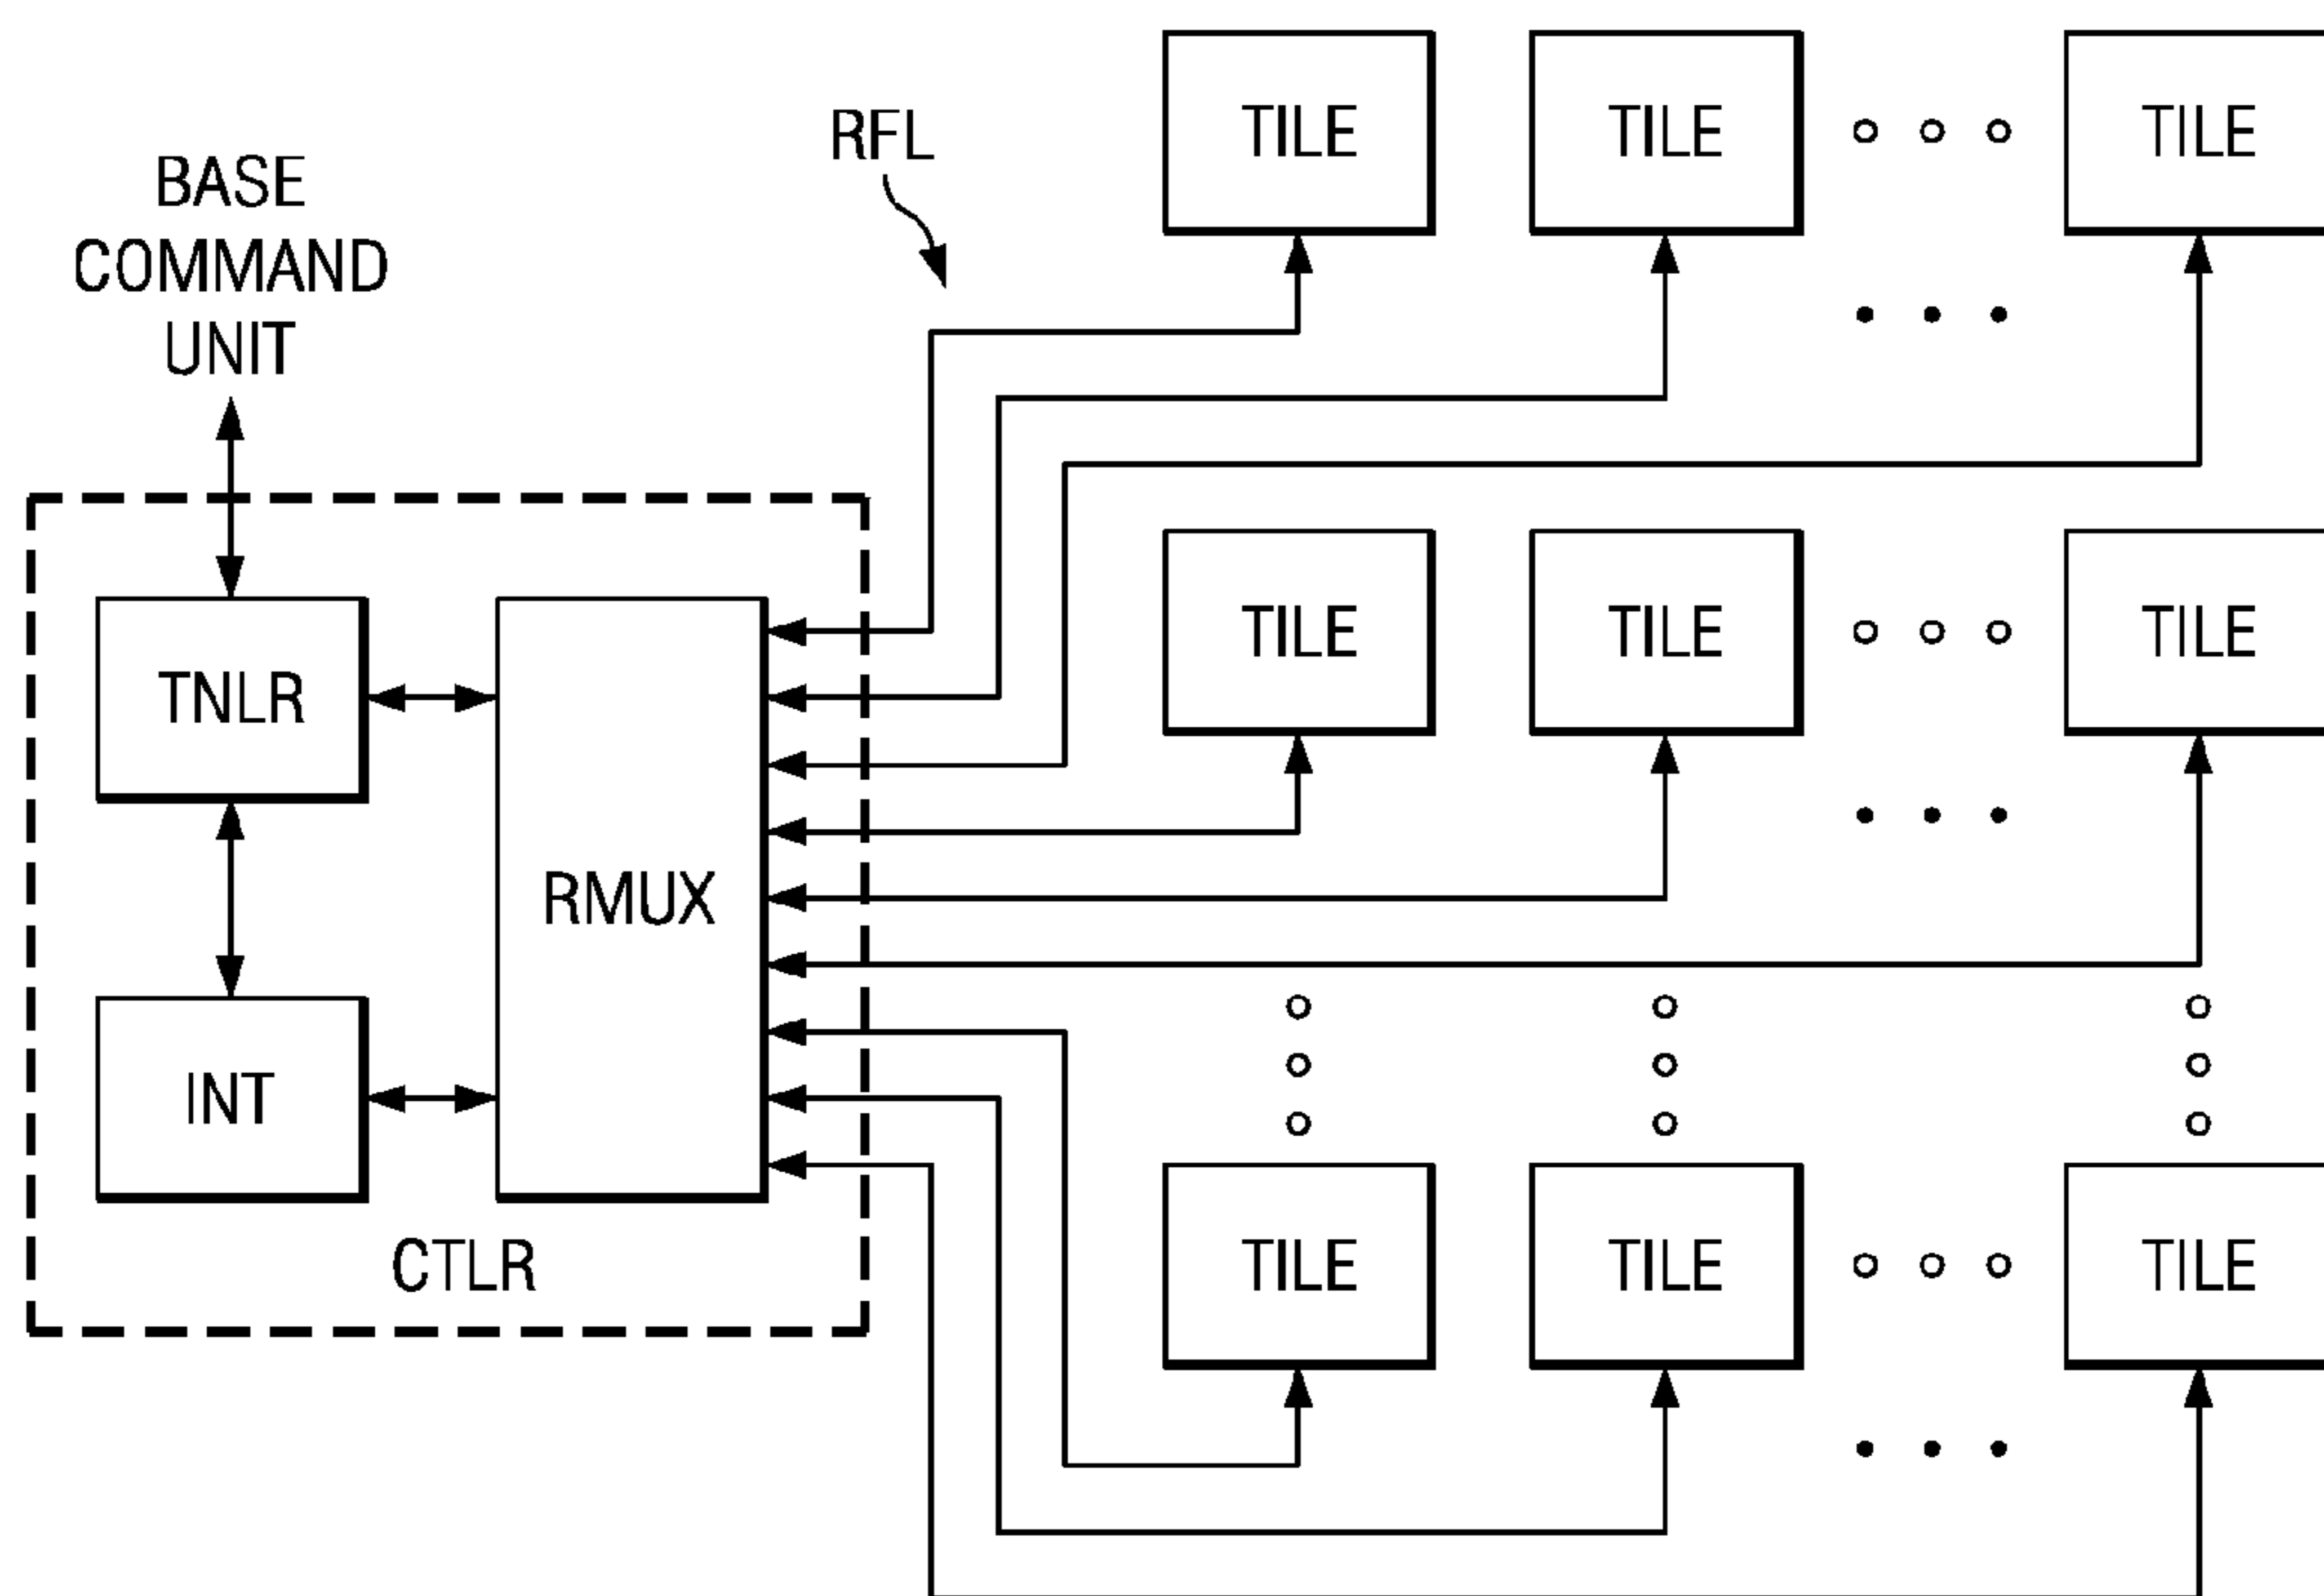 BASE
COMMAND
UNIT
RFL
TILE
TILE
TILE
TNLR
RMUX
INT
CTLR
TILE
TILE
TILE
TILE
TILE
TILE